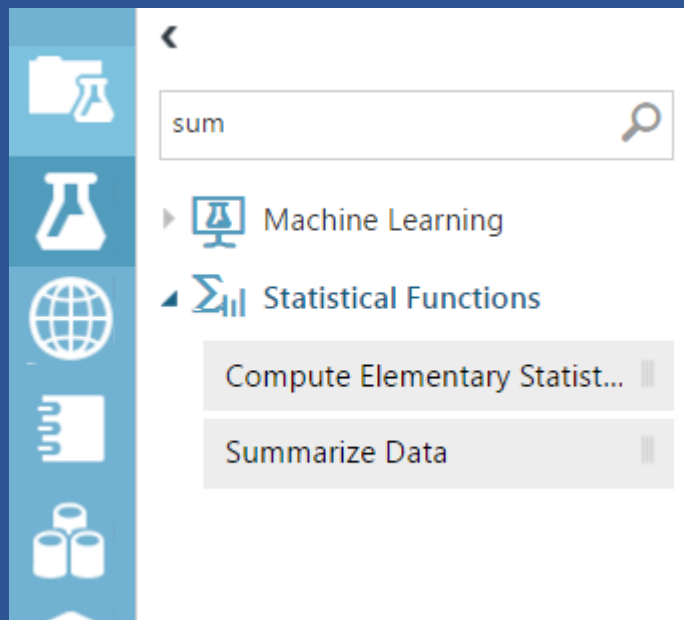 sum
Machine Learning
Statistical Functions
Compute Elementary Statist...
Summarize Data